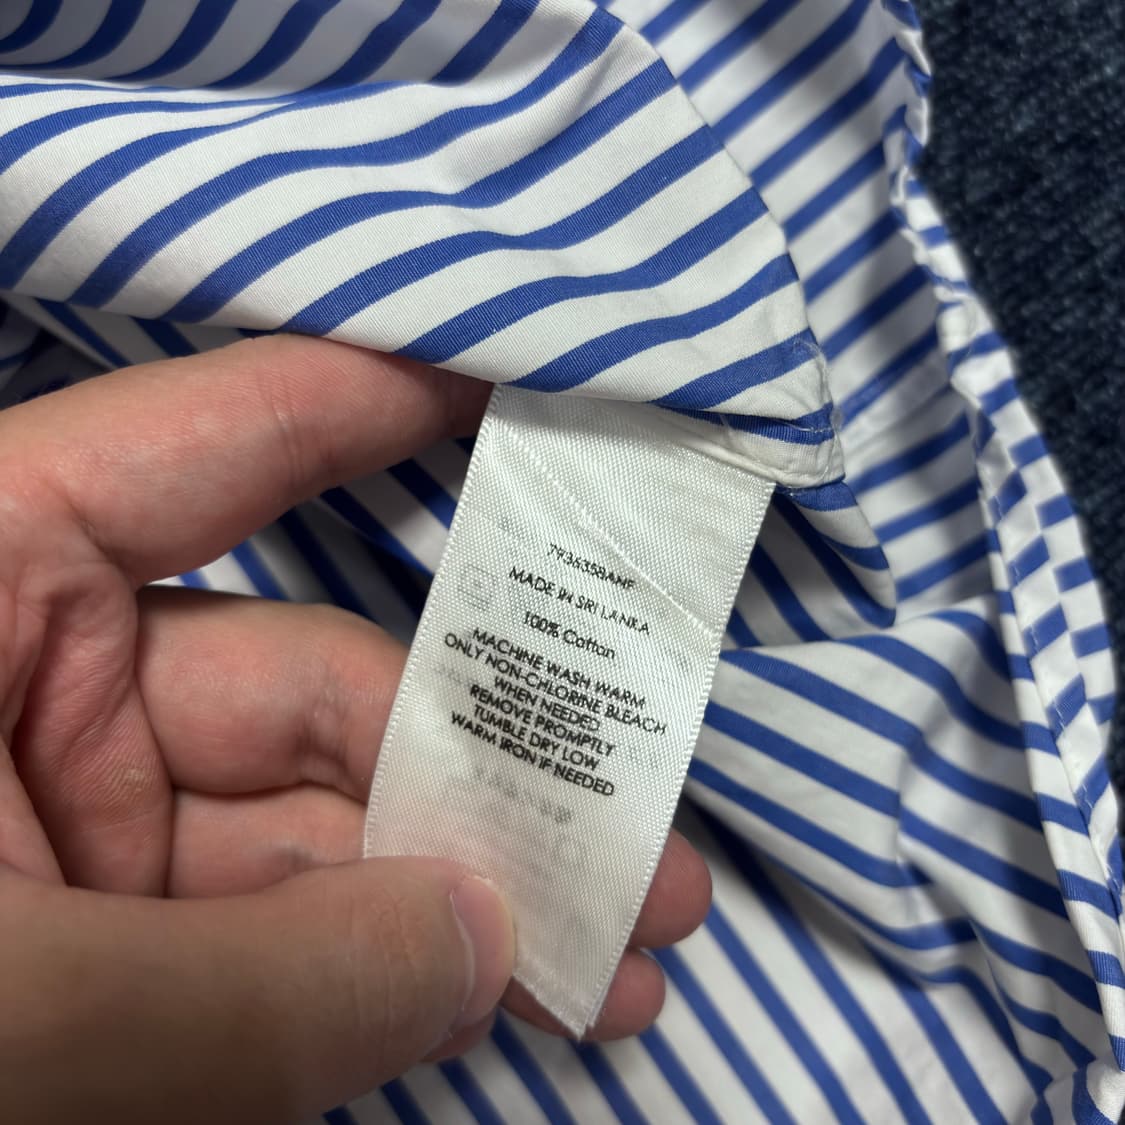 MADE IN SRI LANKA
100% Cotton
MACHINE WASH WARM
ONLY NON-CHLORINE BLEACH
WHEN NEEDED
REMOVE PROMPTLY
TUMBLE DRY LOW
WARM IRON IF NEEDED